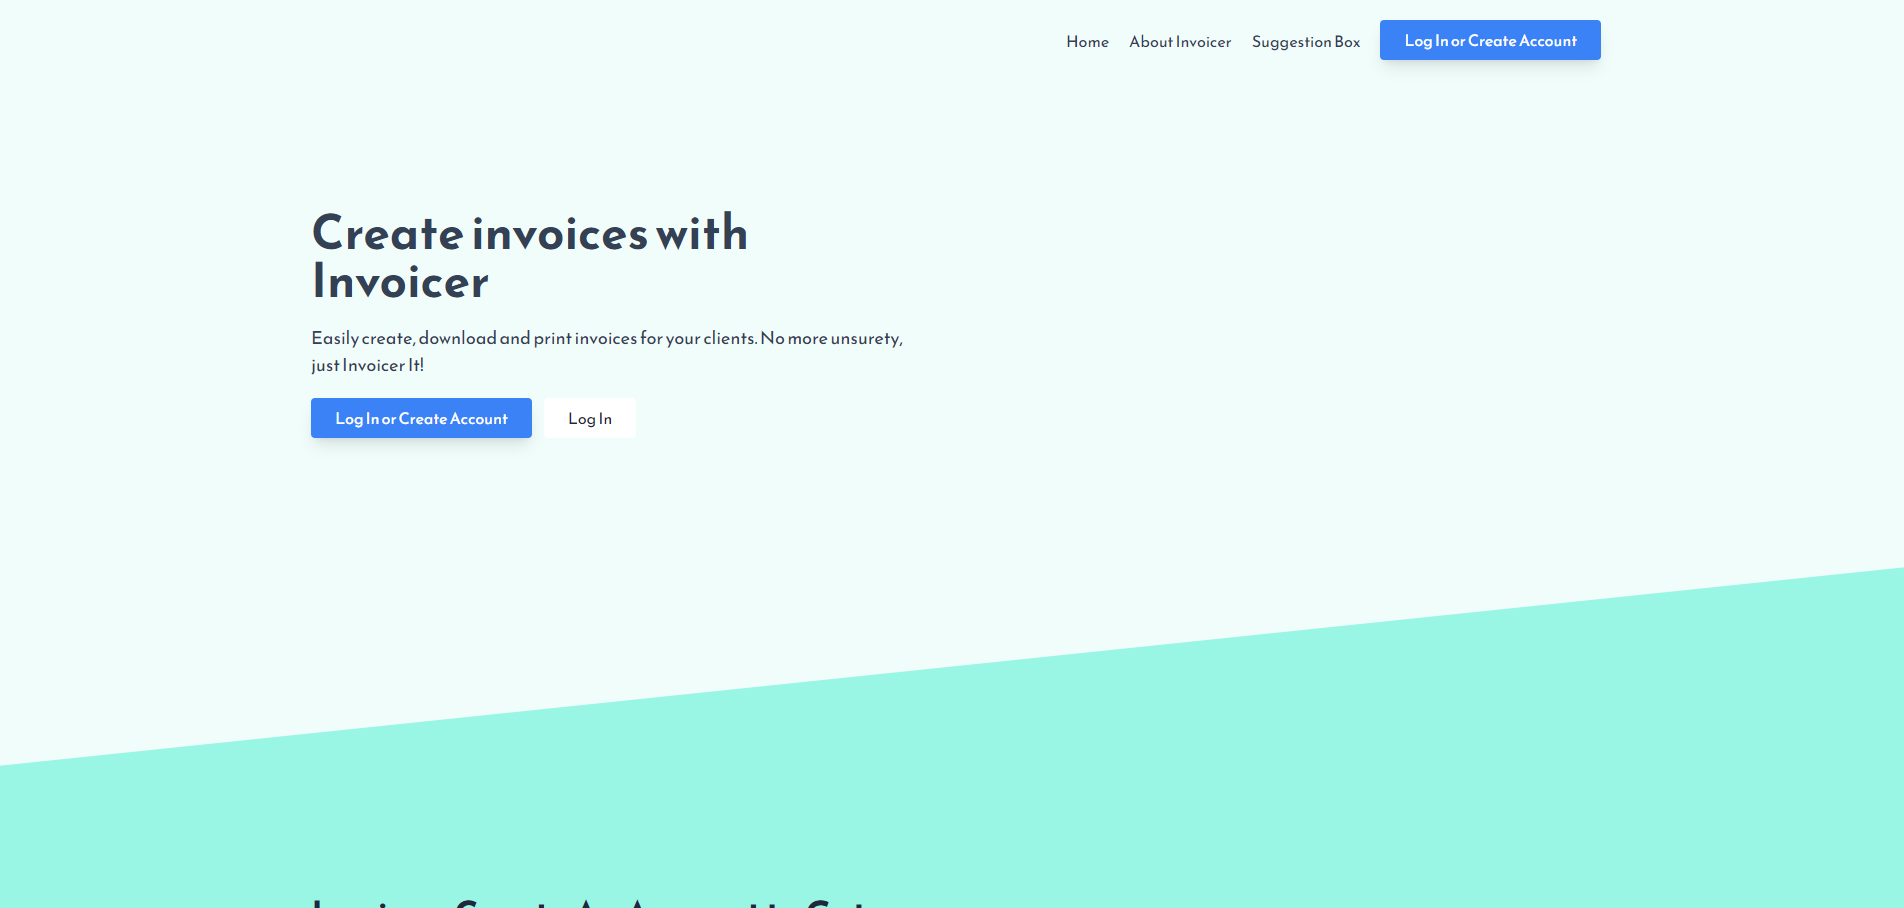 Home About Invoicer Suggestion Box Log In or Create Account
Create invoices with
Invoicer
Easily create, download and print invoices for your clients. No more unsurety,
just Invoicer It!
Log In or Create Account Log In